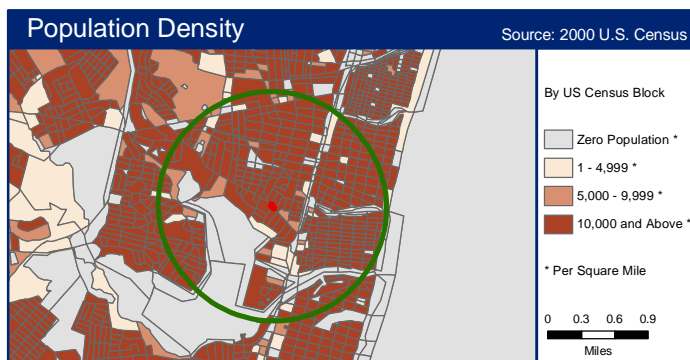 Population Density
Source: 2000 U.S. Census
By US Census Block
Zero Population *
1 - 4,999 *
5,000 - 9,999 *
10,000 and Above *
* Per Square Mile
0 0.3 0.6 0.9
Miles